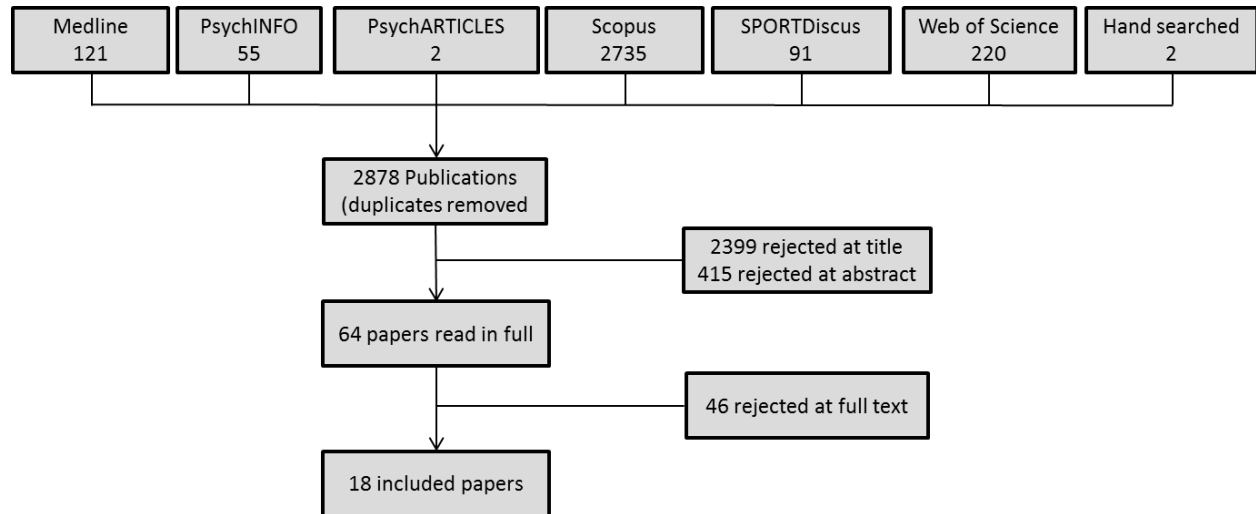 Medline
121
PsychINFO
55
PsychARTICLES
2
Scopus
2735
SPORTDiscus
91
Web of Science
220
Hand searched
2
2878 Publications
(duplicates removed
2399 rejected at title
415 rejected at abstract
64 papers read in full
46 rejected at full text
18 included papers